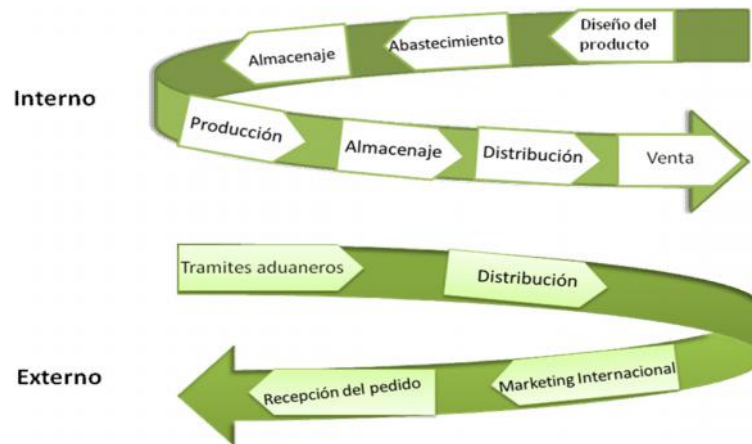 Interno
Diseño del
producto
Abastecimiento
Almacenaje
Producción
Almacenaje
Distribución
Venta
Externo
Tramites aduaneros
Distribución
Marketing Internacional
Recepción del pedido